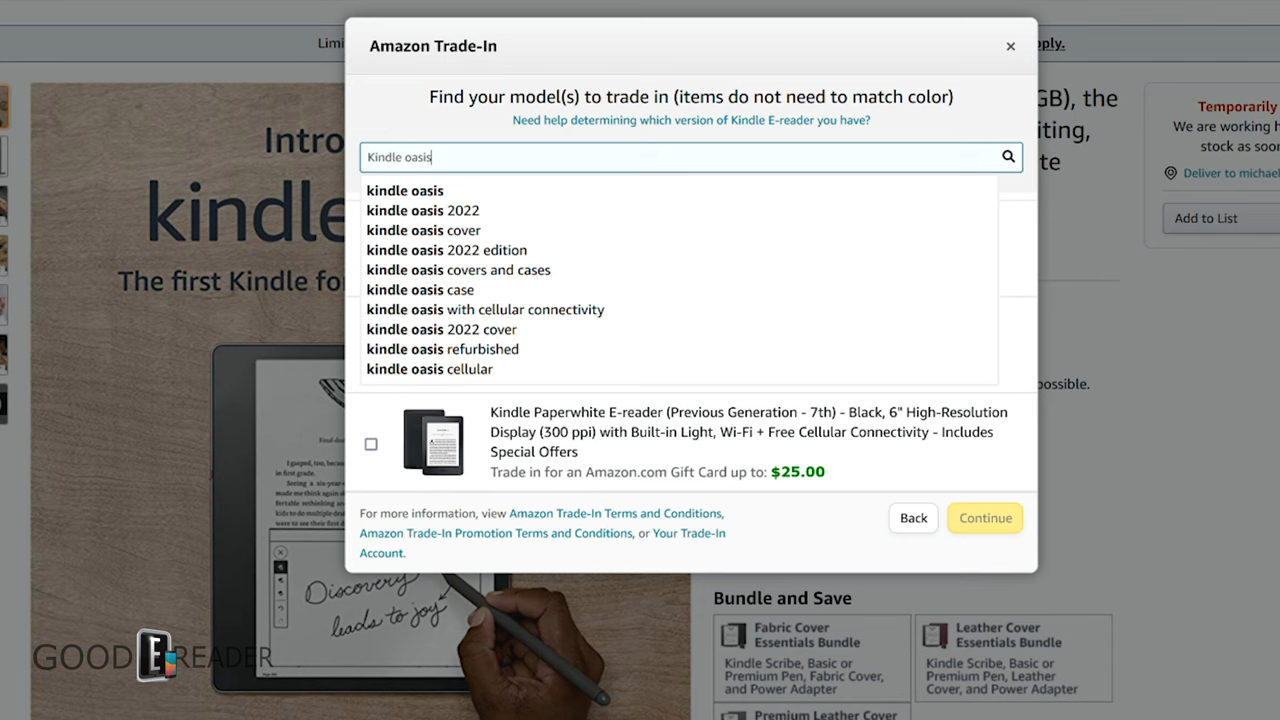 Limi
pply.
Amazon Trade-In
Find your model(s) to trade in (items do not need to match color)
Need help determining which version of Kindle E-reader you have?
Kindle oasis
kindle oasis
kindle oasis 2022
kindle oasis cover
kindle oasis 2022 edition
kindle oasis covers and cases
kindle oasis case
kindle oasis with cellular connectivity
kindle oasis 2022 cover
kindle oasis refurbished
kindle oasis cellular
Kindle Paperwhite E-reader (Previous Generation - 7th) - Black, 6" High-Resolution
Display (300 ppi) with Built-in Light, Wi-Fi + Free Cellular Connectivity - Includes
Special Offers
Trade in for an Amazon.com Gift Card up to: $25.00
For more information, view Amazon Trade-In Terms and Conditions,
Amazon Trade-In Promotion Terms and Conditions, or Your Trade-In
Account.
Back
Continue
Intro
kindle
The first Kindle fo
GB), the
iting,
te
Temporarily
We are working h
stock as soon
Deliver to michael
Add to List
possible.
Discovery
leads to joy
Bundle and Save
Fabric Cover
Essentials Bundle
Kindle Scribe, Basic or
Premium Pen, Fabric Cover,
and Power Adapter
Leather Cover
Essentials Bundle
Kindle Scribe, Basic or
Premium Pen, Leather
Cover, and Power Adapter
Premium Leather Cover
GOOD E READER